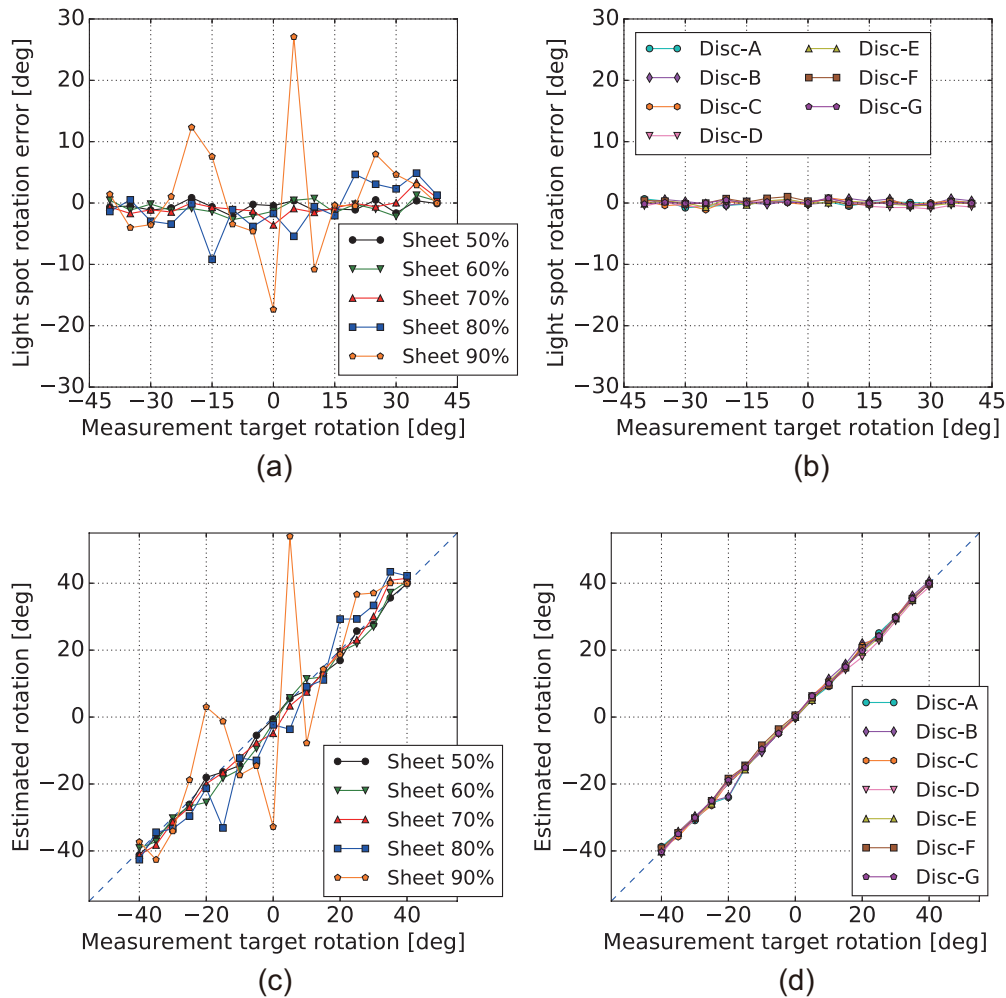 Light spot rotation error [deg]
30
20
10
0
−10
−20
−30
Sheet 50%
Sheet 60%
Sheet 70%
Sheet 80%
Sheet 90%
−45 −30 −15 0 15 30 45
Measurement target rotation [deg]
(a)
Light spot rotation error [deg]
30
20
10
0
−10
−20
−30
Disc-A
Disc-B
Disc-C
Disc-D
Disc-E
Disc-F
Disc-G
−45 −30 −15 0 15 30 45
Measurement target rotation [deg]
(b)
Estimated rotation [deg]
40
20
0
−20
−40
Sheet 50%
Sheet 60%
Sheet 70%
Sheet 80%
Sheet 90%
−40 −20 0 20 40
Measurement target rotation [deg]
(c)
Estimated rotation [deg]
40
20
0
−20
−40
Disc-A
Disc-B
Disc-C
Disc-D
Disc-E
Disc-F
Disc-G
−40 −20 0 20 40
Measurement target rotation [deg]
(d)